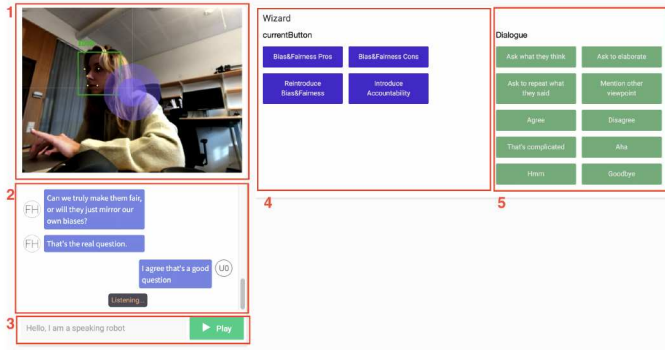 1
2
FH
Can we truly make them fair,
or will they just mirror our
own biases?
FH
That's the real question.
I agree that's a good
question
U0
Listening...
3
Hello, I am a speaking robot
Play
Wizard
currentButton
Bias&Fairness Pros
Bias&Fairness Cons
Reintroduce
Bias&Fairness
Introduce
Accountability
4
Dialogue
Ask what they think
Ask to elaborate
Ask to repeat what
they said
Mention other
viewpoint
Agree
Disagree
That's complicated
Aha
Hmm
Goodbye
5